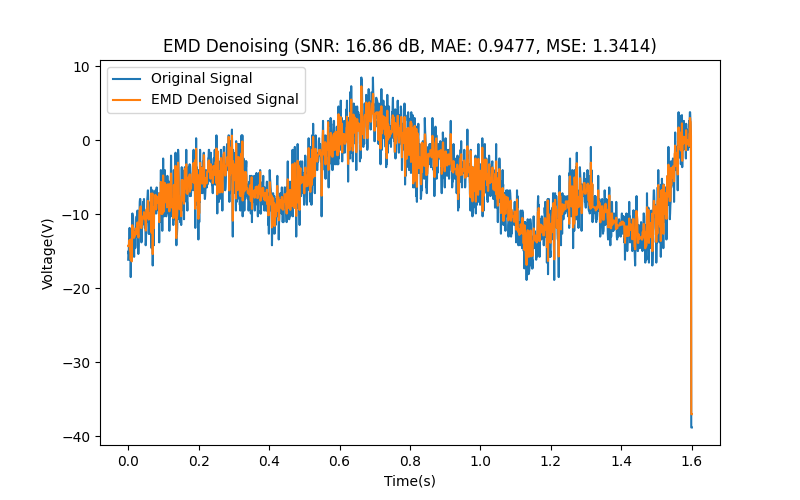 EMD Denoising (SNR: 16.86 dB, MAE: 0.9477, MSE: 1.3414)
Original Signal
EMD Denoised Signal
10
0
−10
−20
−30
−40
Voltage(V)
0.0 0.2 0.4 0.6 0.8 1.0 1.2 1.4 1.6
Time(s)